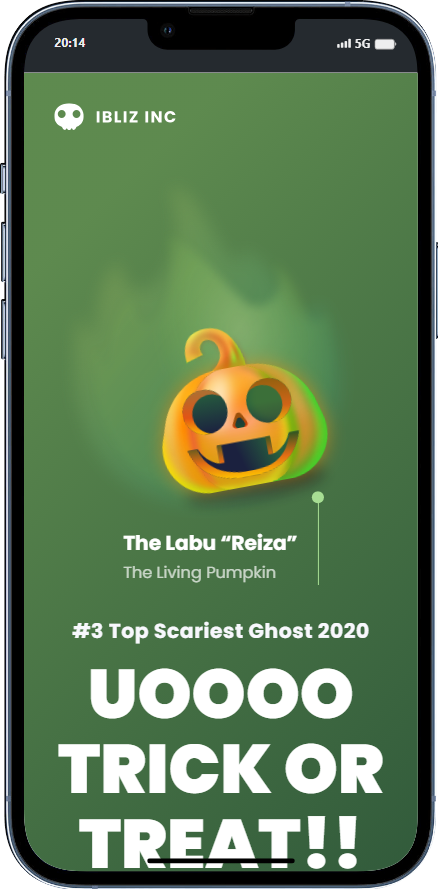 20:14
5G
IBLIZ INC
The Labu “Reiza”
The Living Pumpkin
#3 Top Scariest Ghost 2020
UOOOO
TRICK OR
TREAT!!